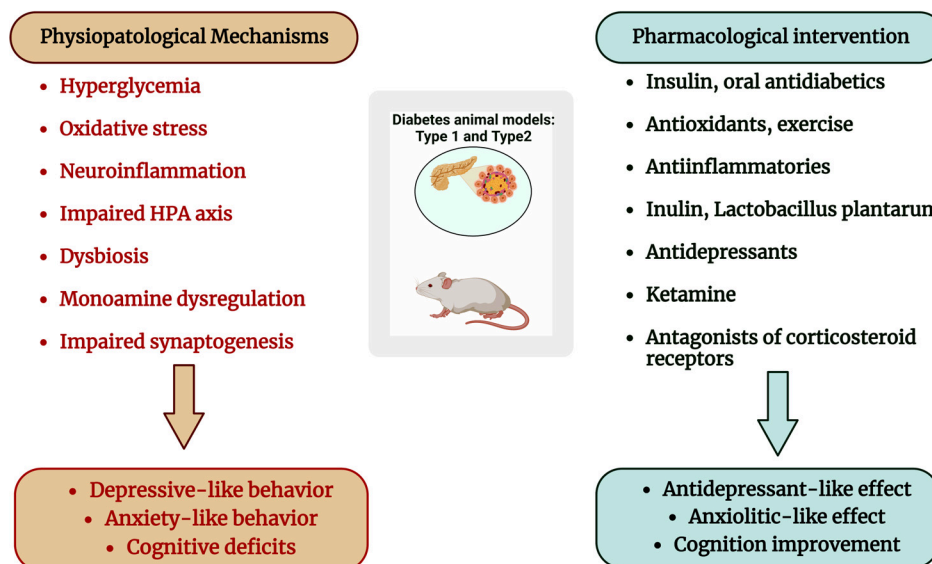 Physiopatological Mechanisms
• Hyperglycemia
• Oxidative stress
• Neuroinflammation
• Impaired HPA axis
• Dysbiosis
• Monoamine dysregulation
• Impaired synaptogenesis
• Depressive-like behavior
• Anxiety-like behavior
• Cognitive deficits
Diabetes animal models:
Type 1 and Type2
Pharmacological intervention
• Insulin, oral antidiabetics
• Antioxidants, exercise
• Antiinflammatories
• Inulin, Lactobacillus plantarum
• Antidepressants
• Ketamine
• Antagonists of corticosteroid
receptors
• Antidepressant-like effect
• Anxiolitic-like effect
• Cognition improvement